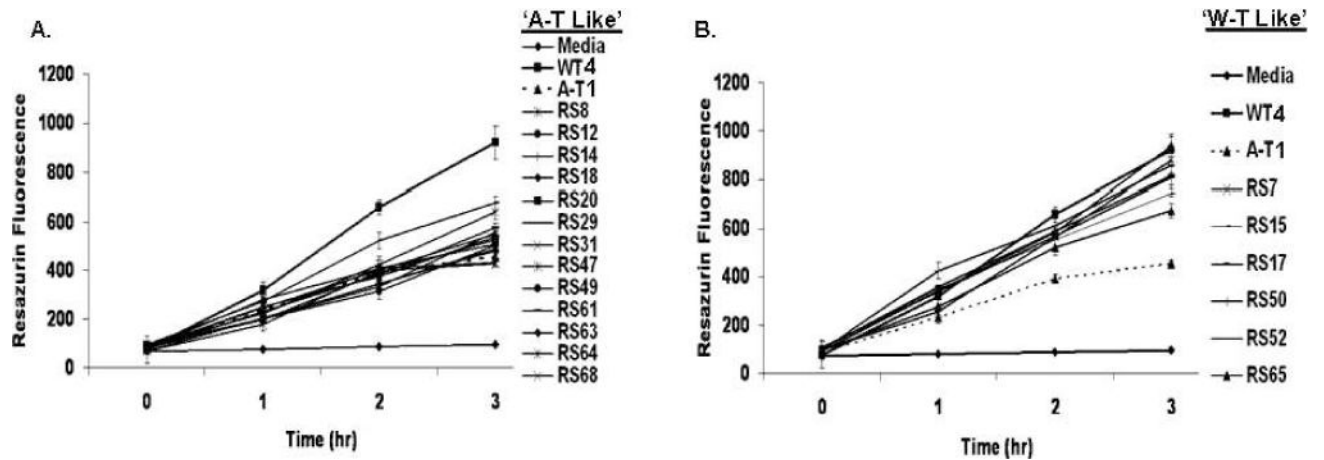 A.
'A-T Like'
Media
WT4
A-T1
RS8
RS12
RS14
RS18
RS20
RS29
RS31
RS47
RS49
RS61
RS63
RS64
RS68
Resazurin Fluorescence
1200
1000
800
600
400
200
0
0 1 2 3
Time (hr)
B.
'W-T Like'
Media
WT4
A-T1
RS7
RS15
RS17
RS50
RS52
RS65
Resazurin Fluorescence
1200
1000
800
600
400
200
0
0 1 2 3
Time (hr)